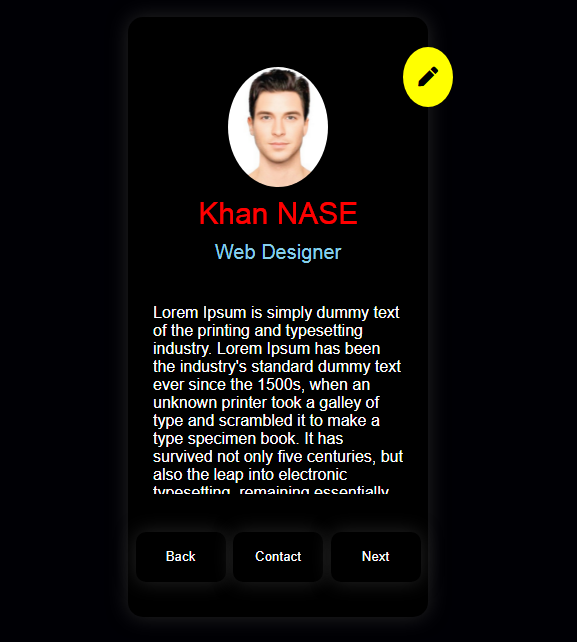 Khan NASE
Web Designer
Lorem Ipsum is simply dummy text
of the printing and typesetting
industry. Lorem Ipsum has been
the industry's standard dummy text
ever since the 1500s, when an
unknown printer took a galley of
type and scrambled it to make a
type specimen book. It has
survived not only five centuries, but
also the leap into electronic
typesetting, remaining essentially
Back
Contact
Next